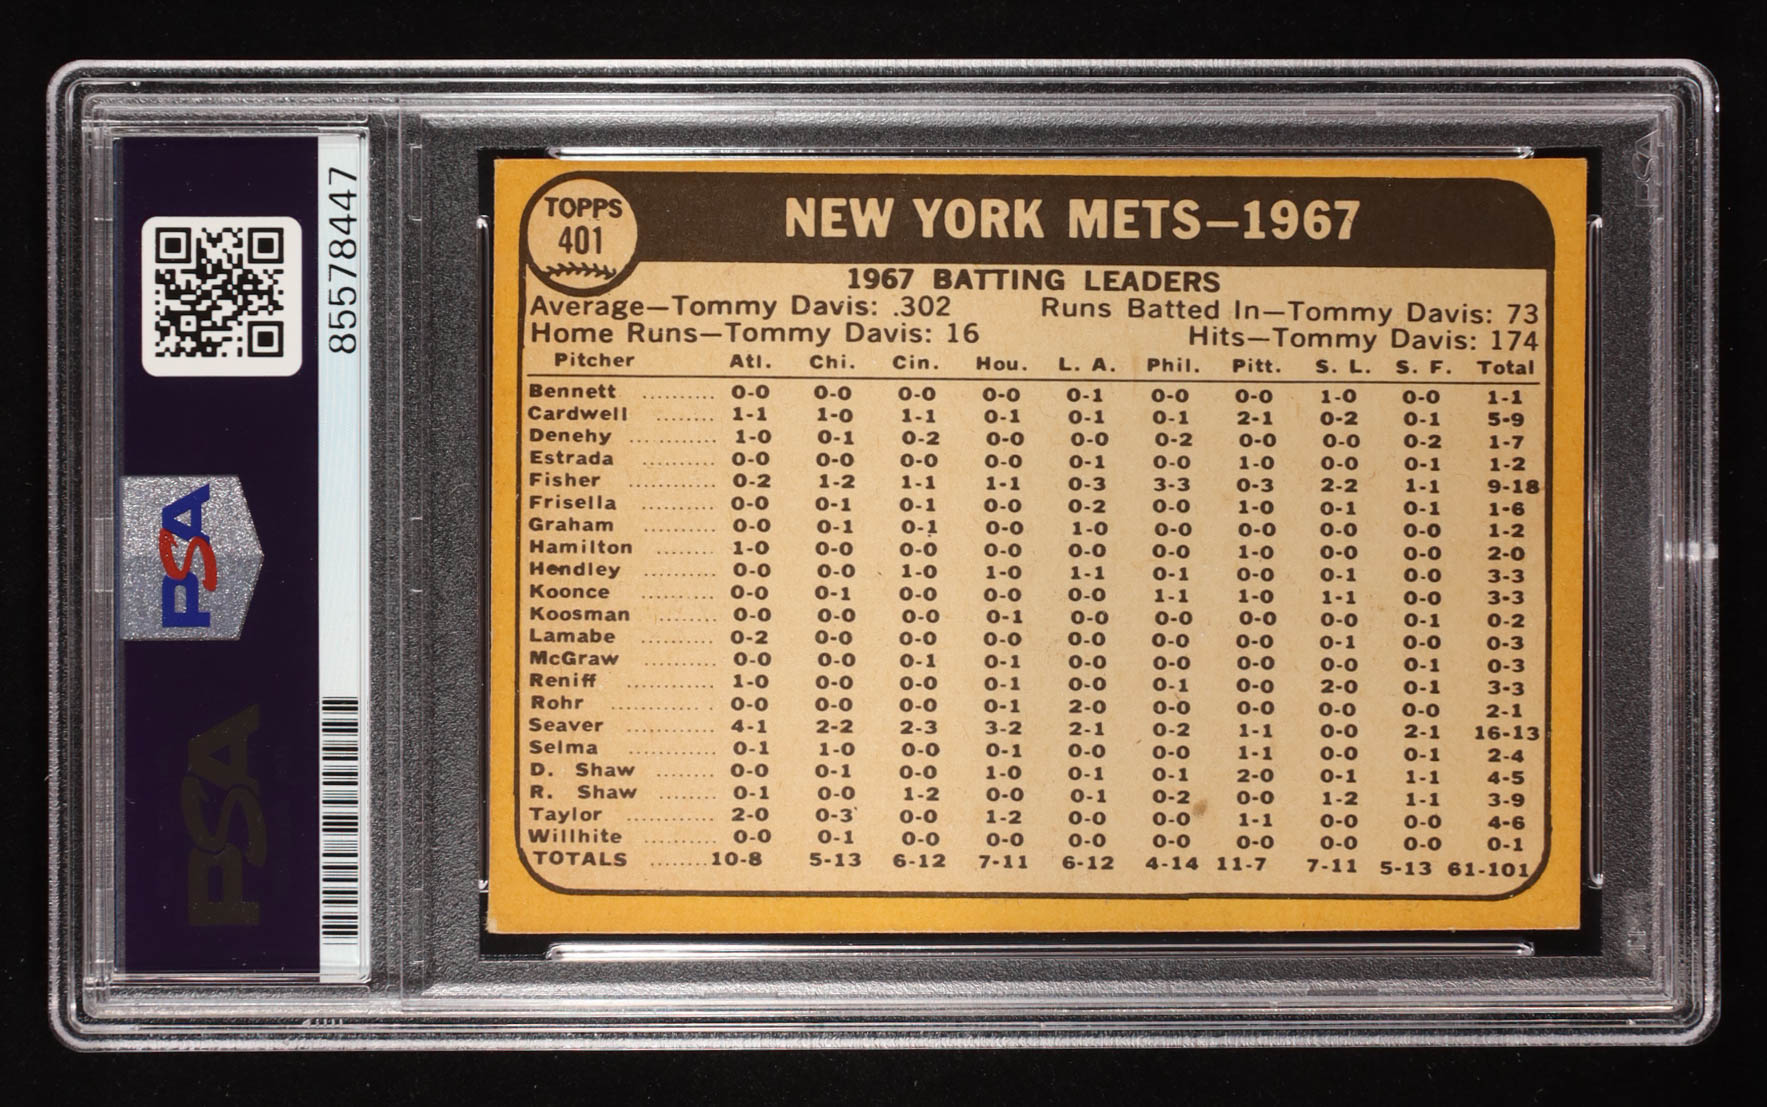 85578447
PSA
PSA
PSA
TOPPS
401
NEW YORK METS—1967
1967 BATTING LEADERS
Average—Tommy Davis: .302 Runs Batted In—Tommy Davis: 73
Home Runs—Tommy Davis: 16 Hits—Tommy Davis: 174
Pitcher Atl. Chi. Cin. Hou. L. A. Phil. Pitt. S. L. S. F. Total
Bennett .......... 0-0 0-0 0-0 0-0 0-1 0-0 0-0 1-0 0-0 1-1
Cardwell ........ 1-1 1-0 1-1 0-1 0-1 0-1 2-1 0-2 0-1 5-9
Denehy ............ 1-0 0-1 0-2 0-0 0-0 0-2 0-0 0-0 0-2 1-7
Estrada .......... 0-0 0-0 0-0 0-0 0-1 0-0 1-0 0-0 0-1 1-2
Fisher ............ 0-2 1-2 1-1 1-1 0-3 3-3 0-3 2-2 1-1 9-18
Frisella .......... 0-0 0-1 0-1 0-0 0-2 0-0 1-0 0-1 0-1 1-6
Graham .......... 0-0 0-1 0-1 0-0 1-0 0-0 0-0 0-0 0-0 1-2
Hamilton ........ 1-0 0-0 0-0 0-0 0-0 0-0 1-0 0-0 0-0 2-0
Hendley .......... 0-0 0-0 1-0 1-0 1-1 0-1 0-0 0-1 0-0 3-3
Koonce .......... 0-0 0-1 0-0 0-0 0-0 1-1 1-0 1-1 0-0 3-3
Koosman ........ 0-0 0-0 0-0 0-1 0-0 0-0 0-0 0-0 0-1 0-2
Lamabe .......... 0-2 0-0 0-0 0-0 0-0 0-0 0-0 0-1 0-0 0-3
McGraw .......... 0-0 0-0 0-1 0-1 0-0 0-0 0-0 0-0 0-1 0-3
Reniff ............ 1-0 0-0 0-0 0-1 0-0 0-1 0-0 2-0 0-1 3-3
Rohr .............. 0-0 0-0 0-0 0-1 2-0 0-0 0-0 0-0 0-0 2-1
Seaver ............ 4-1 2-2 2-3 3-2 2-1 0-2 1-1 0-0 2-1 16-13
Selma ............ 0-1 1-0 0-0 0-1 0-0 0-0 1-1 0-0 0-1 2-4
D. Shaw ........ 0-0 0-1 0-0 1-0 0-1 0-1 2-0 0-1 1-1 4-5
R. Shaw ........ 0-1 0-0 1-2 0-0 0-1 0-2 0-0 1-2 1-1 3-9
Taylor ............ 2-0 0-3 0-0 1-2 0-0 0-0 1-1 0-0 0-0 4-6
Willhite .......... 0-0 0-1 0-0 0-0 0-0 0-0 0-0 0-0 0-0 0-1
TOTALS ........ 10-8 5-13 6-12 7-11 6-12 4-14 11-7 7-11 5-13 61-101